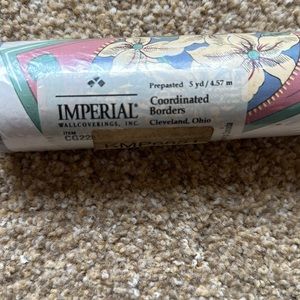 Prepasted 5 yd/4.57 m
IMPERIAL®
WALLCOVERINGS, INC.
Coordinated
Borders
Cleveland, Ohio
ITEM